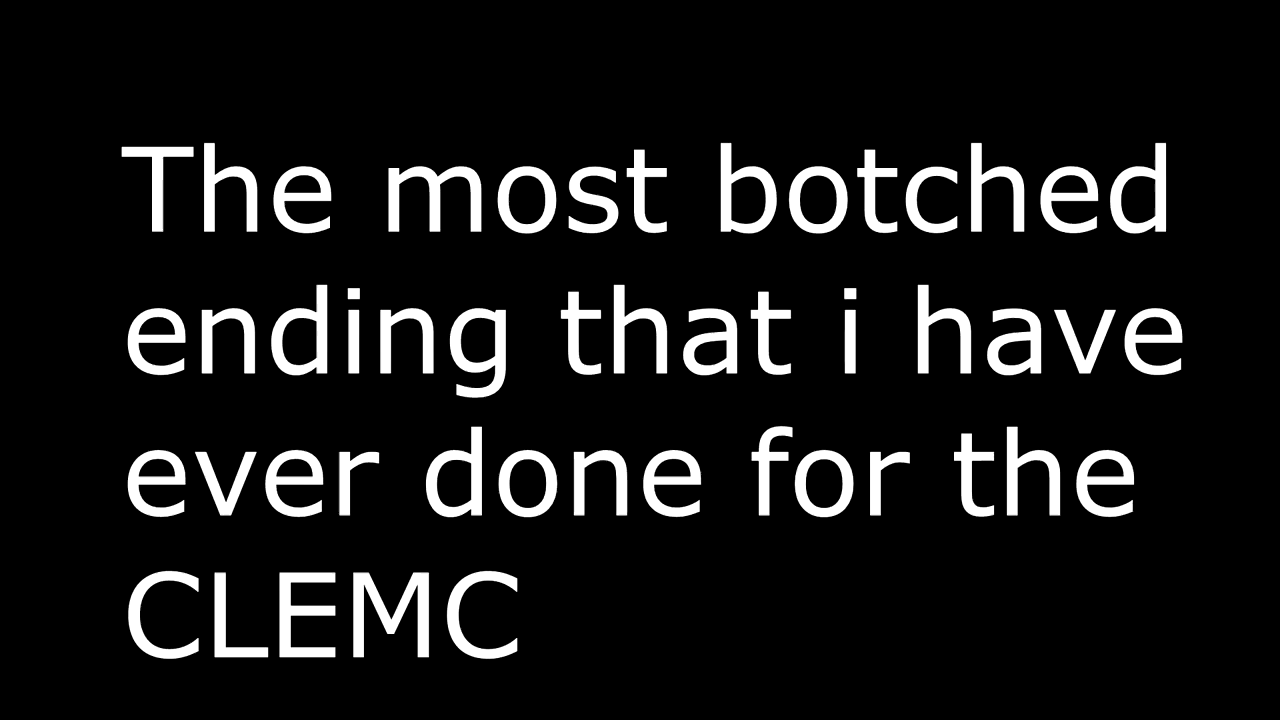 The most botched
ending that i have
ever done for the
CLEMC